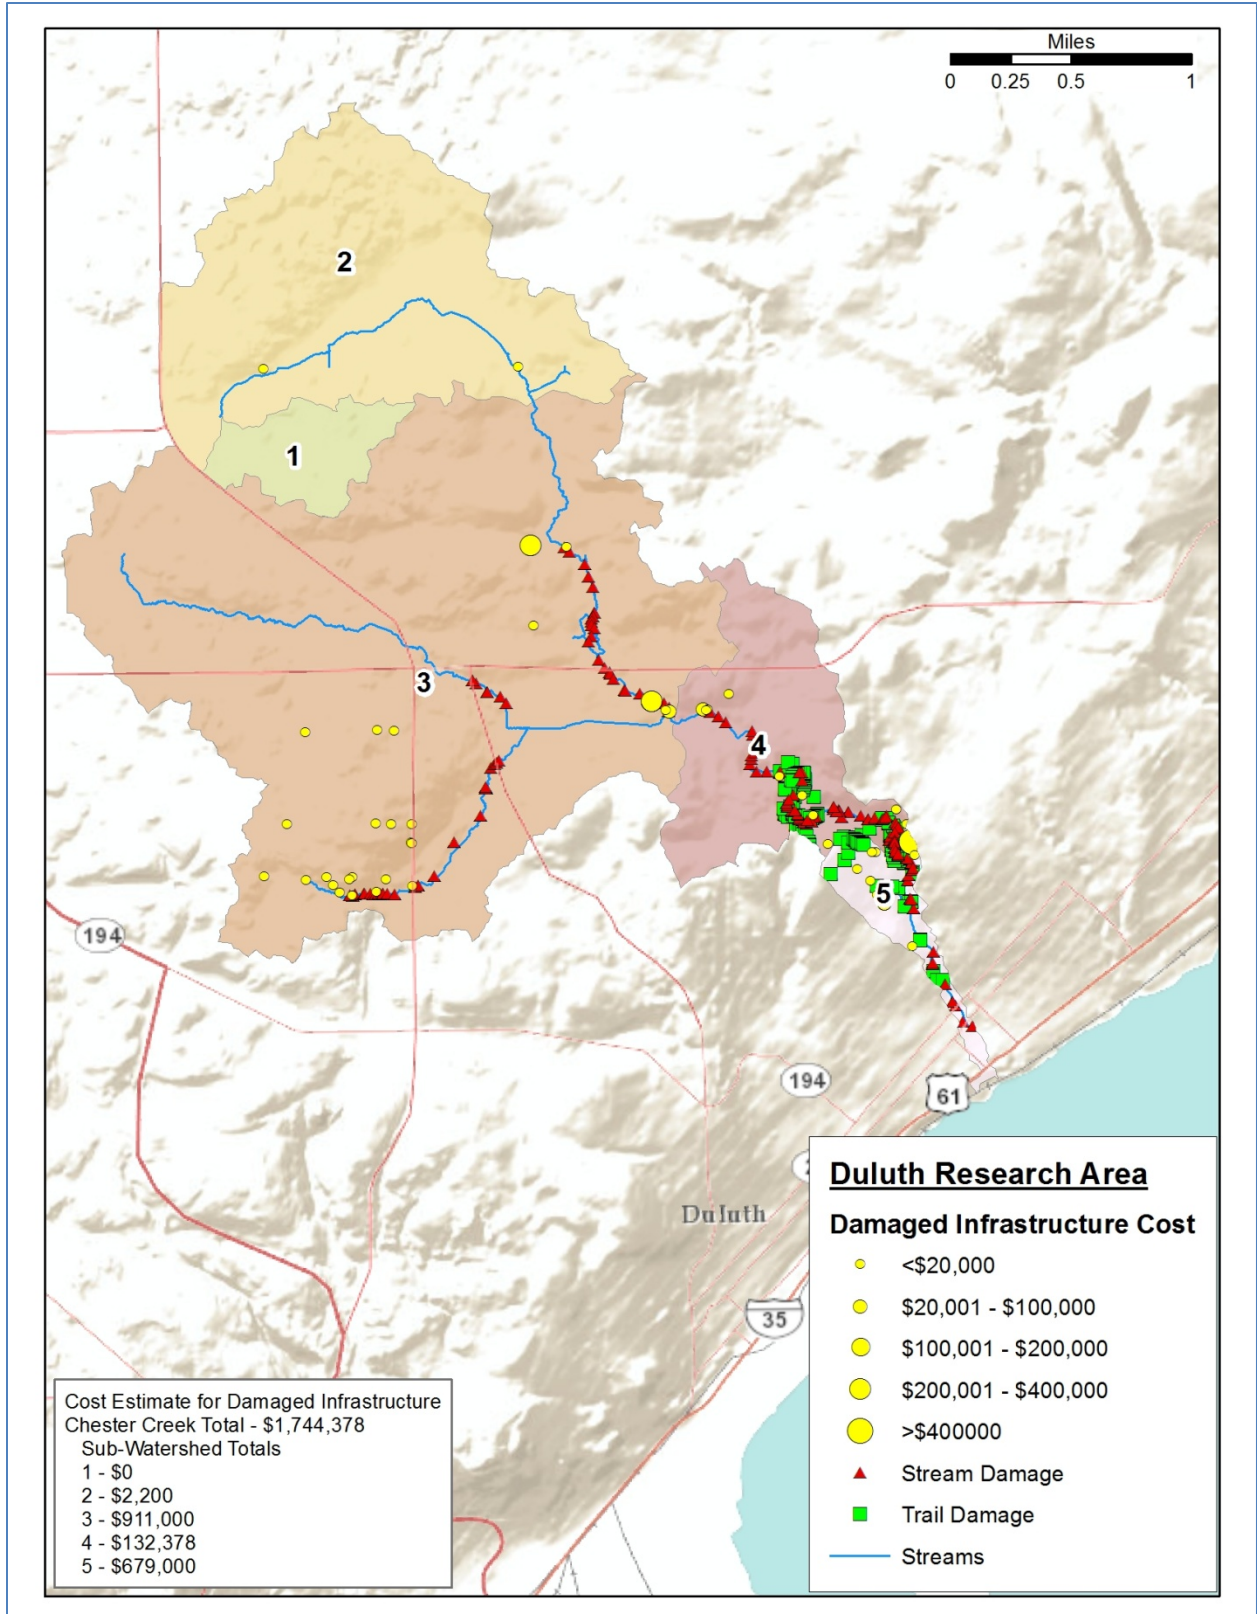 Miles
0 0.25 0.5 1
2
1
3
4
5
194
194
61
Duluth
35
Duluth Research Area
Damaged Infrastructure Cost
<$20,000
$20,001 - $100,000
$100,001 - $200,000
$200,001 - $400,000
>$400000
Stream Damage
Trail Damage
Streams
Cost Estimate for Damaged Infrastructure
Chester Creek Total - $1,744,378
Sub-Watershed Totals
1 - $0
2 - $2,200
3 - $911,000
4 - $132,378
5 - $679,000